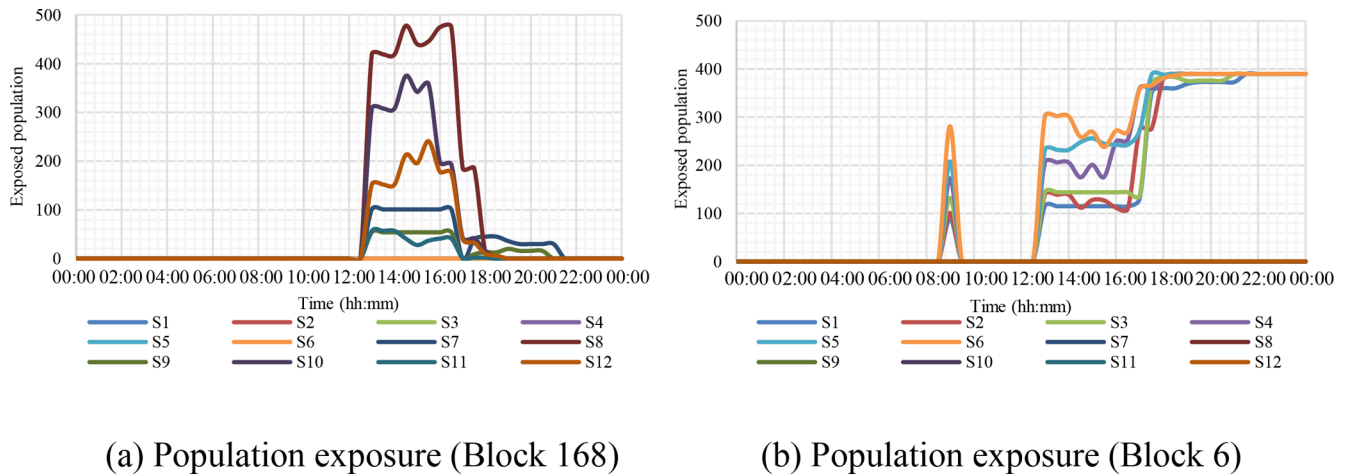 500
400
300
200
100
0
Exposed population
00:00 02:00 04:00 06:00 08:00 10:00 12:00 14:00 16:00 18:00 20:00 22:00 00:00
Time (hh:mm)
S1 S2 S3 S4
S5 S6 S7 S8
S9 S10 S11 S12
(a) Population exposure (Block 168)
500
400
300
200
100
0
Exposed population
00:00 02:00 04:00 06:00 08:00 10:00 12:00 14:00 16:00 18:00 20:00 22:00 00:00
Time (hh:mm)
S1 S2 S3 S4
S5 S6 S7 S8
S9 S10 S11 S12
(b) Population exposure (Block 6)